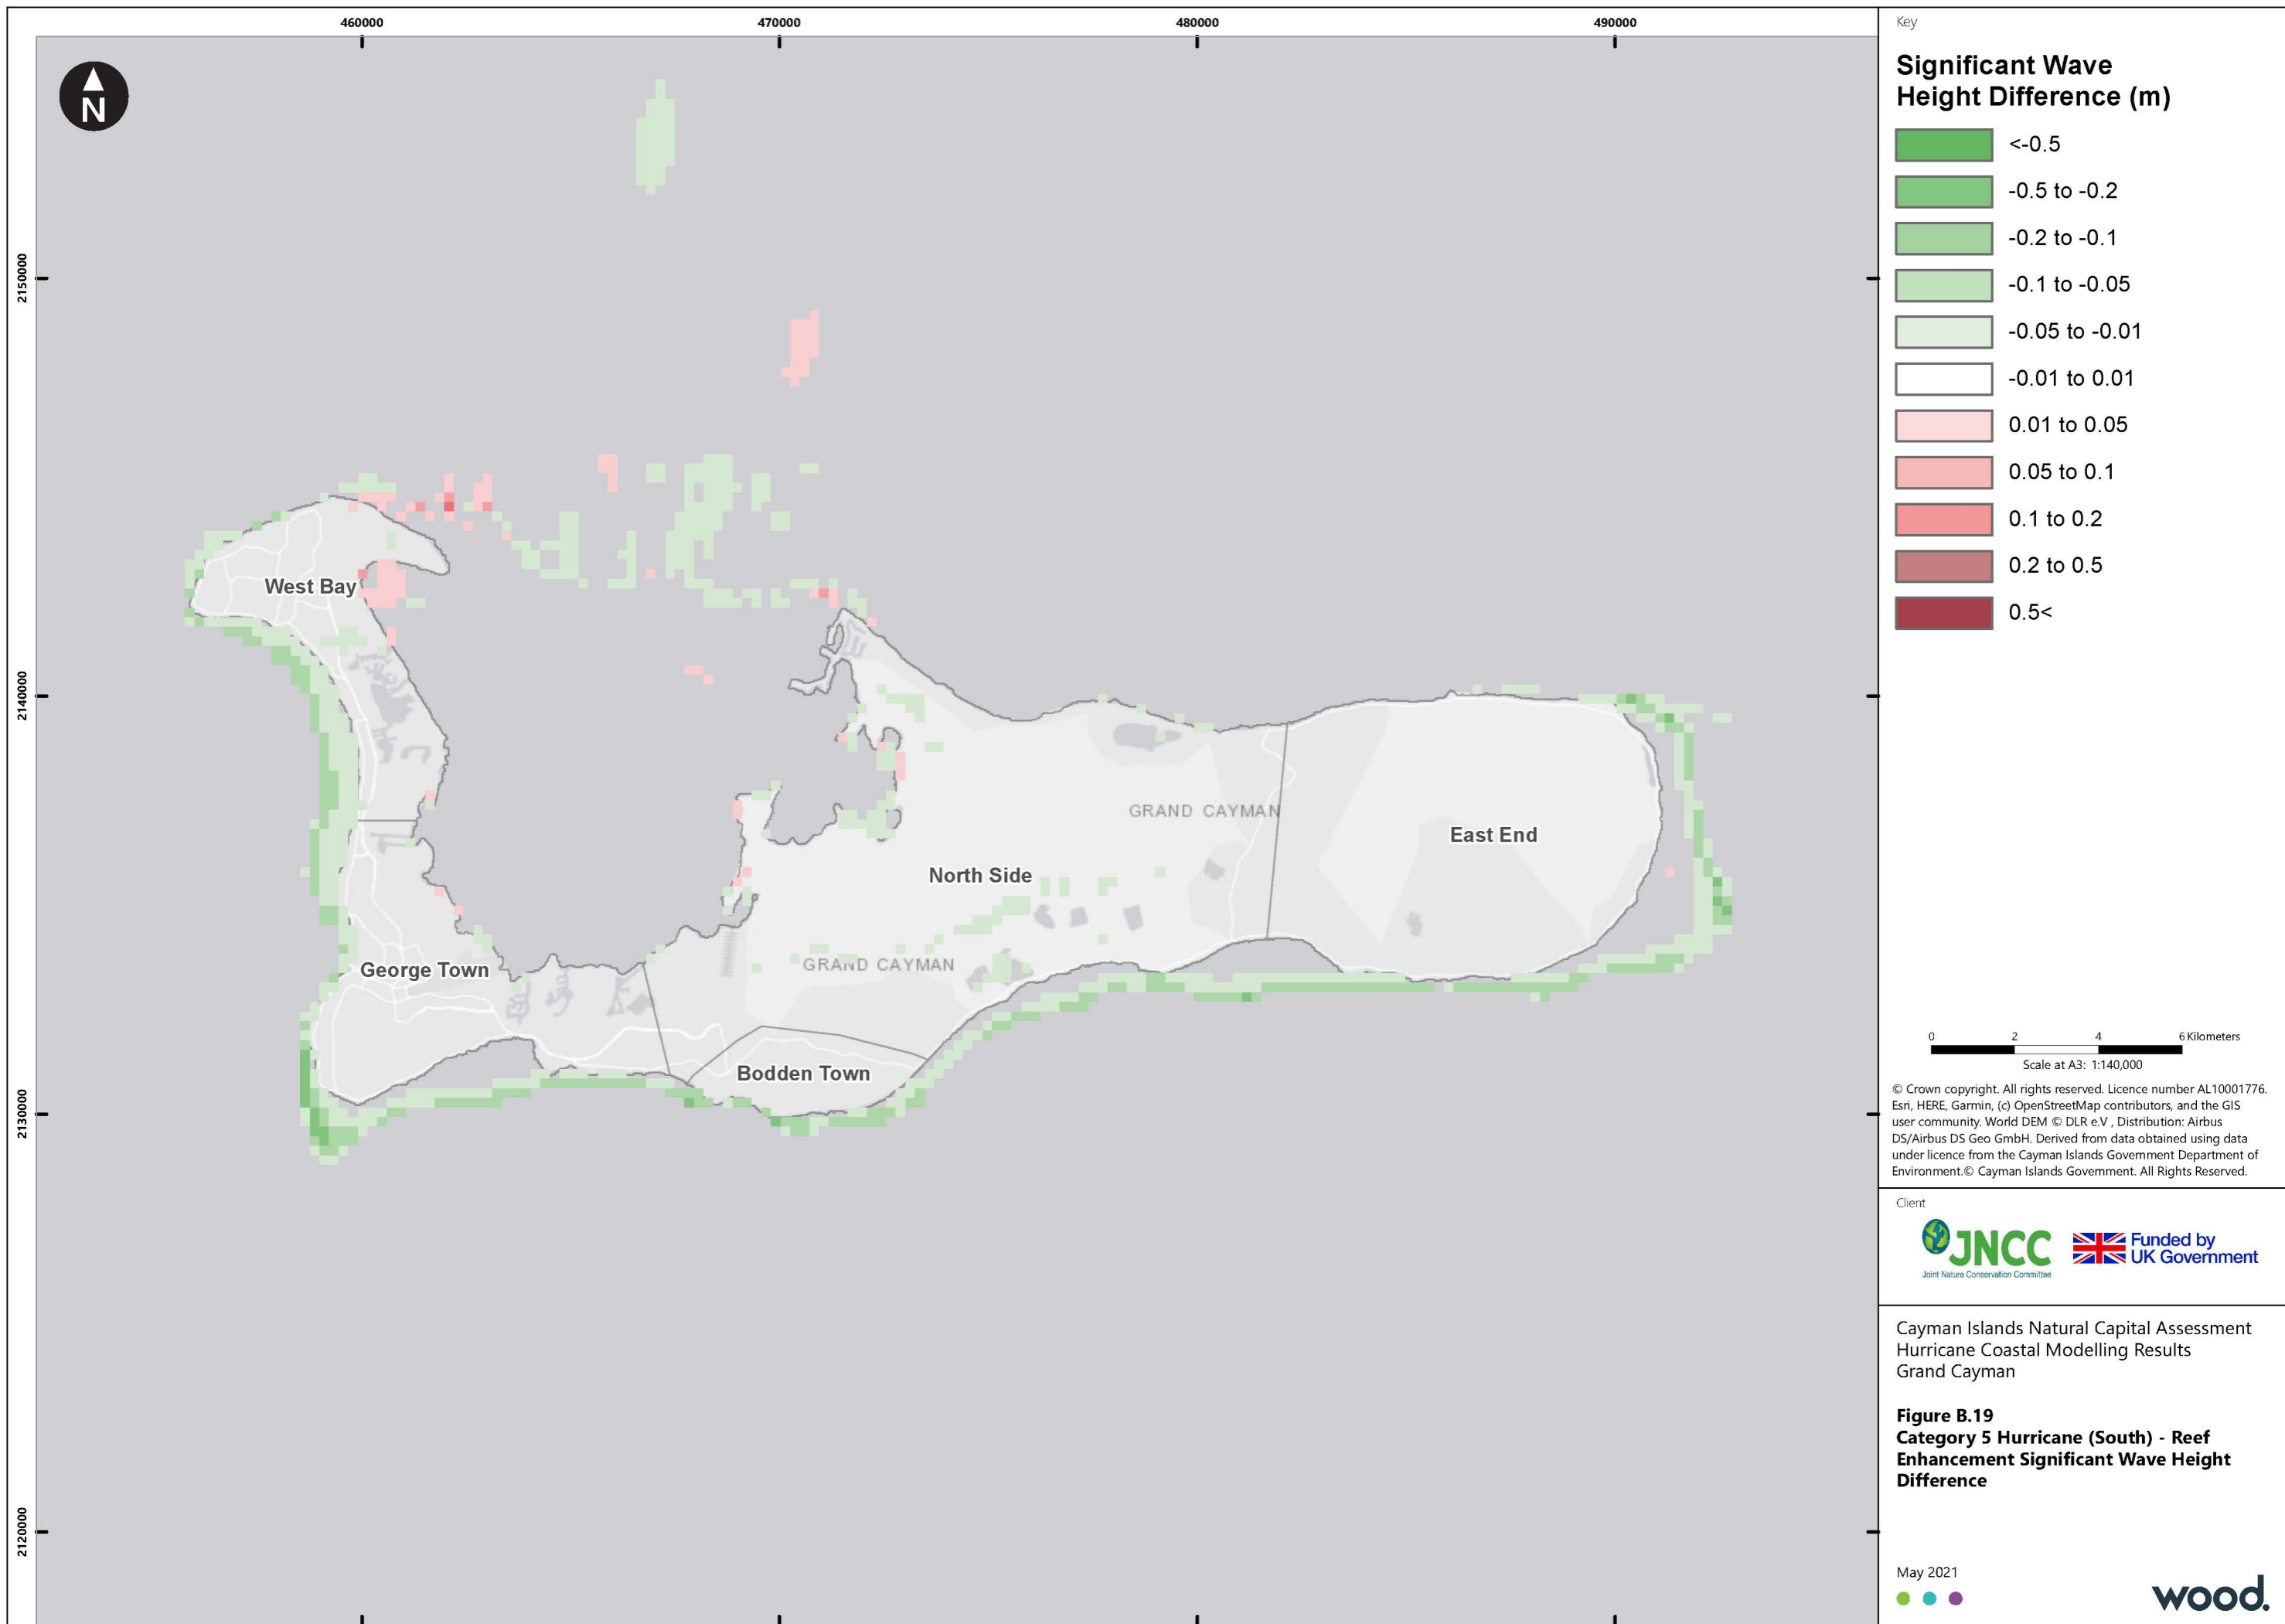 460000
470000
480000
490000
2150000
2140000
2130000
2120000
N
West Bay
George Town
GRAND CAYMAN
North Side
East End
GRAND CAYMAN
Bodden Town
Key
Significant Wave
Height Difference (m)
<-0.5
-0.5 to -0.2
-0.2 to -0.1
-0.1 to -0.05
-0.05 to -0.01
-0.01 to 0.01
0.01 to 0.05
0.05 to 0.1
0.1 to 0.2
0.2 to 0.5
0.5<
0 2 4 6 Kilometers
Scale at A3: 1:140,000
© Crown copyright. All rights reserved. Licence number AL10001776.
Esri, HERE, Garmin, (c) OpenStreetMap contributors, and the GIS
user community. World DEM © DLR e.V , Distribution: Airbus
DS/Airbus DS Geo GmbH. Derived from data obtained using data
under licence from the Cayman Islands Government Department of
Environment.© Cayman Islands Government. All Rights Reserved.
Client
JNCC
Joint Nature Conservation Committee
Funded by
UK Government
Cayman Islands Natural Capital Assessment
Hurricane Coastal Modelling Results
Grand Cayman
Figure B.19
Category 5 Hurricane (South) - Reef
Enhancement Significant Wave Height
Difference
May 2021
wood.